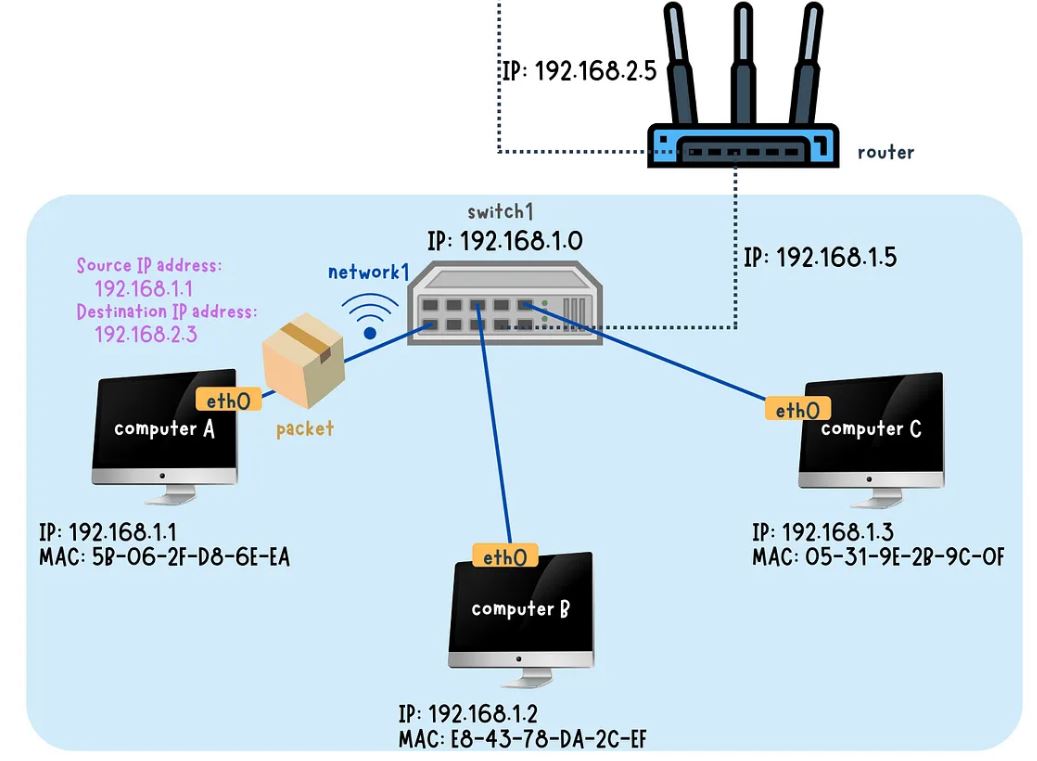 IP: 192.168.2.5
router
switch1
IP: 192.168.1.0
IP: 192.168.1.5
network1
Source IP address:
192.168.1.1
Destination IP address:
192.168.2.3
eth0
computer A
packet
eth0
computer C
IP: 192.168.1.1
MAC: 5B-06-2F-D8-6E-EA
IP: 192.168.1.3
MAC: 05-31-9E-2B-9C-0F
eth0
computer B
IP: 192.168.1.2
MAC: E8-43-78-DA-2C-EF